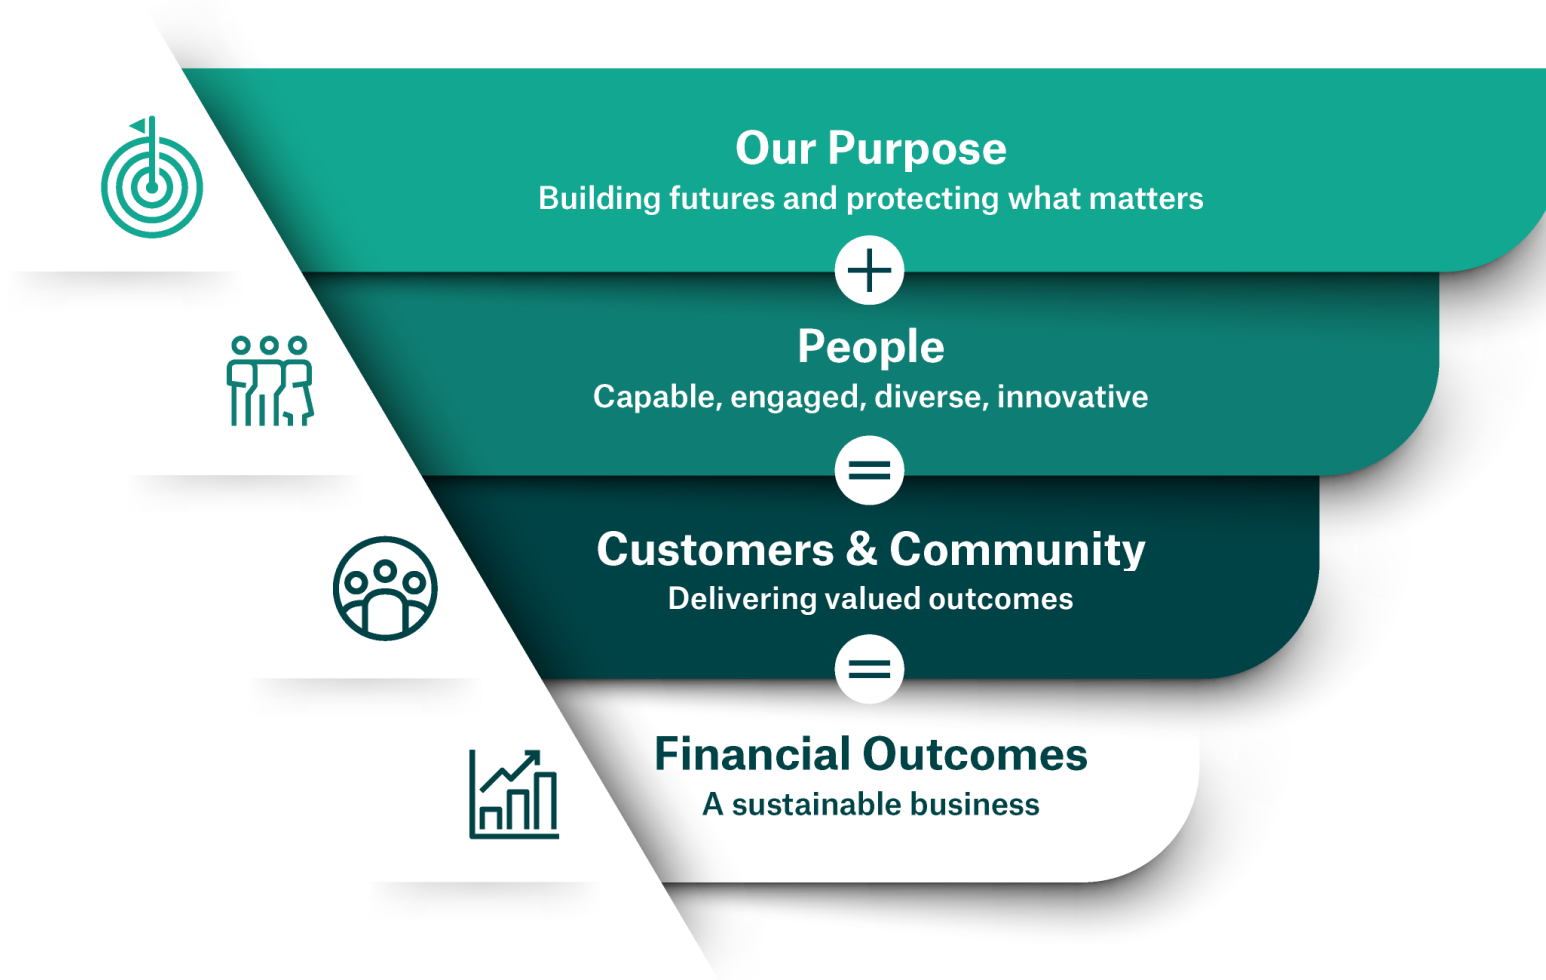 Our Purpose
Building futures and protecting what matters
+
People
Capable, engaged, diverse, innovative
=
Customers & Community
Delivering valued outcomes
=
Financial Outcomes
A sustainable business